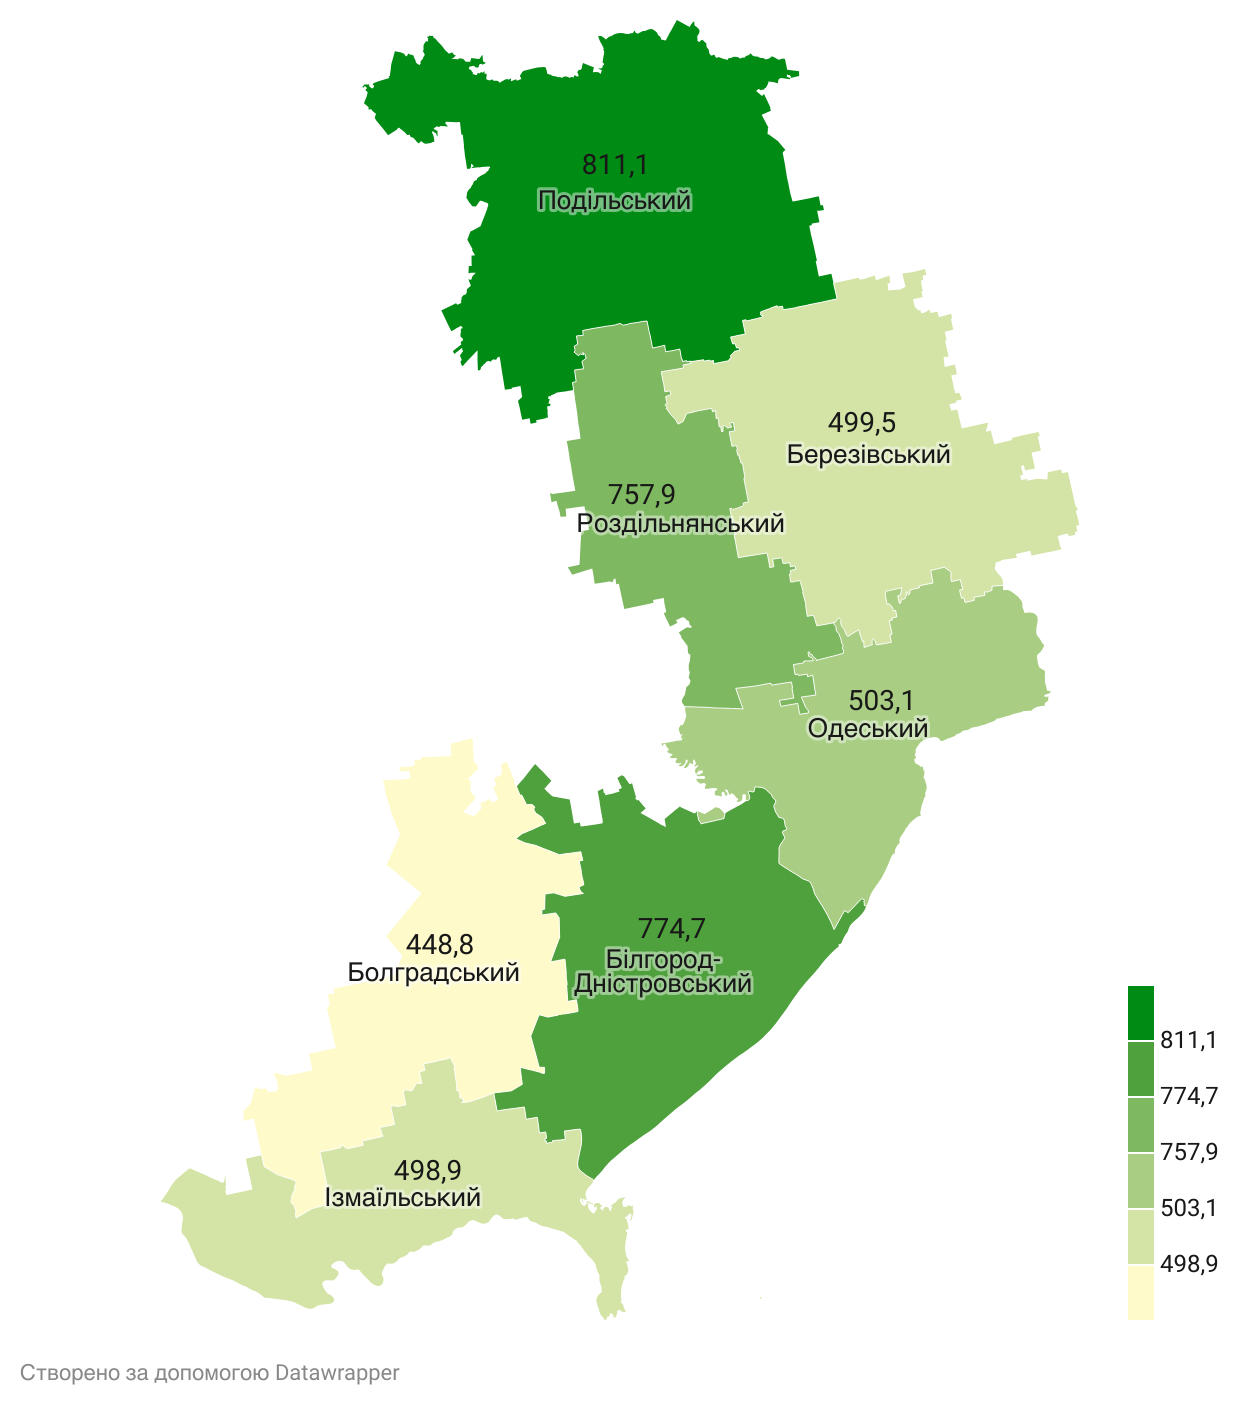 811,1
Подільський
499,5
Березівський
757,9
Роздільнянський
503,1
Одеський
774,7
Білгород-
Дністровський
448,8
Болградський
498,9
Ізмаїльський
811,1
774,7
757,9
503,1
498,9
Створено за допомогою Datawrapper